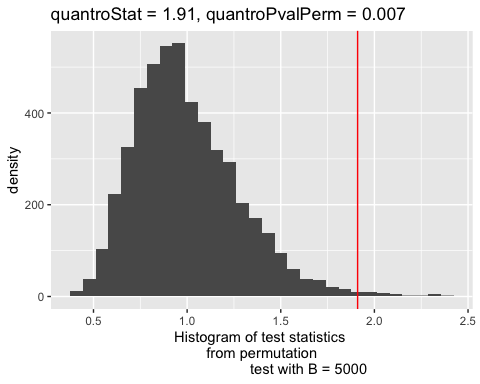 quantroStat = 1.91, quantroPvalPerm = 0.007
density
400
200
0
0.5 1.0 1.5 2.0 2.5
Histogram of test statistics
from permutation
test with B = 5000